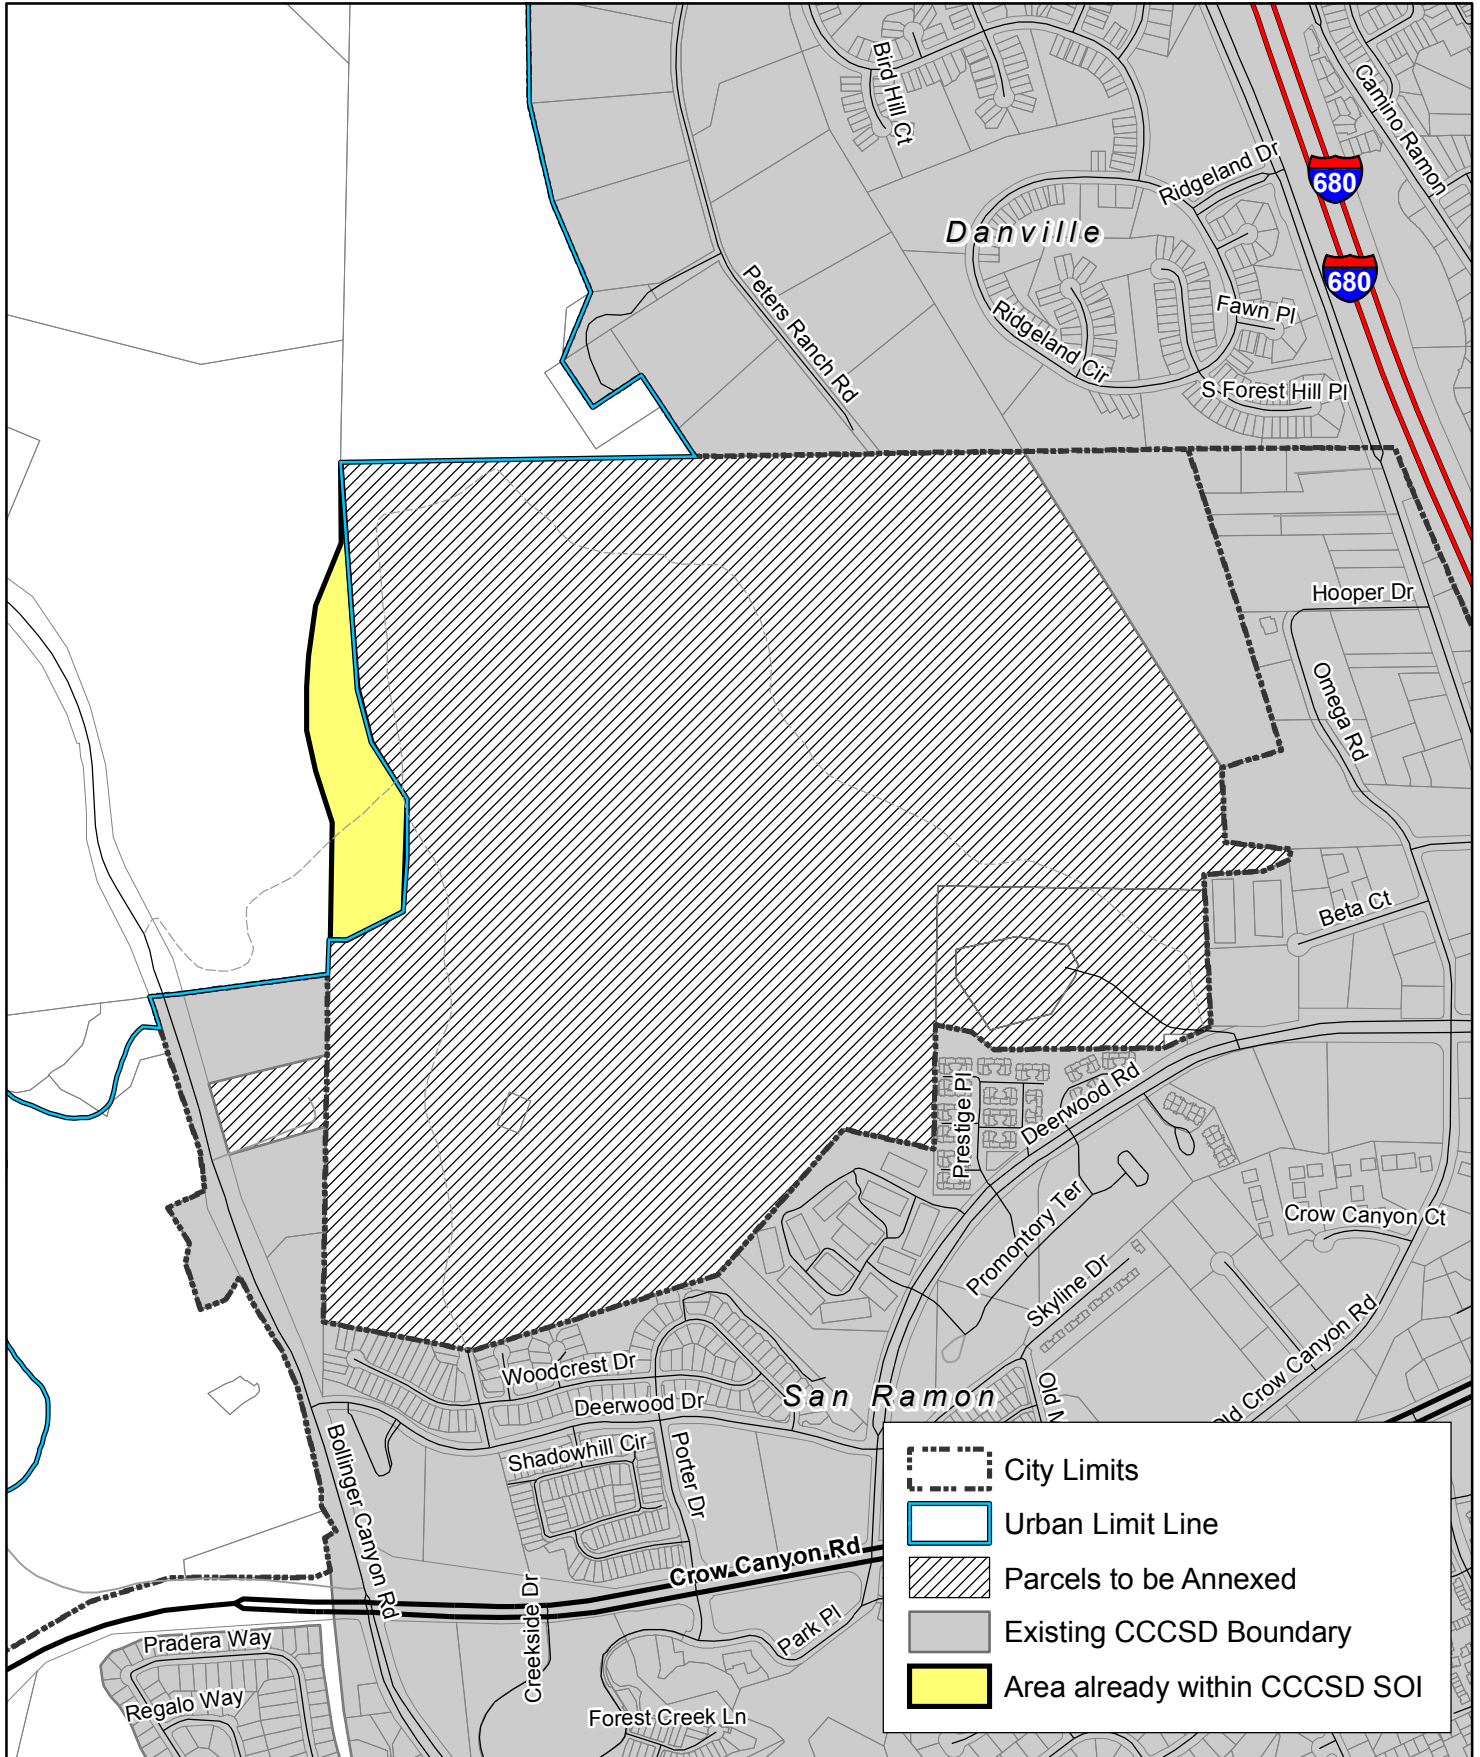 Bird Hill Ct
Camino Ramon
Ridgeland Dr
680
Danville
680
Peters Ranch Rd
Ridgeland Cir
Fawn Pl
S Forest Hill Pl
Hooper Dr
Omega Rd
Beta Ct
Prestige Pl
Deerwood Rd
Promontory Ter
Crow Canyon Ct
Skyline Dr
Old Crow Canyon Rd
Woodcrest Dr
San Ramon
Old
Deerwood Dr
Shadowhill Cir
Porter Dr
Bollinger Canyon Rd
Crow Canyon Rd
Creekside Dr
Park Pl
Pradera Way
Regalo Way
Forest Creek Ln
City Limits
Urban Limit Line
Parcels to be Annexed
Existing CCCSD Boundary
Area already within CCCSD SOI